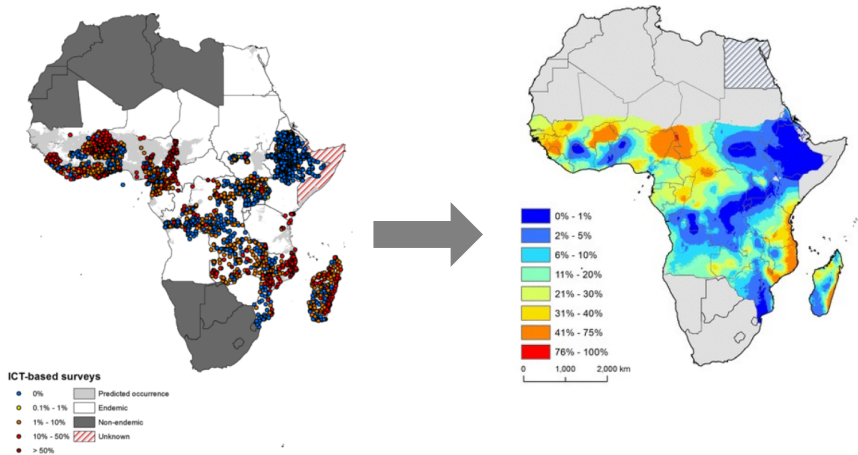 ICT-based surveys
0%
0.1% - 1%
1% - 10%
10% - 50%
> 50%
Predicted occurrence
Endemic
Non-endemic
Unknown
0% - 1%
2% - 5%
6% - 10%
11% - 20%
21% - 30%
31% - 40%
41% - 75%
76% - 100%
0 1,000 2,000 km